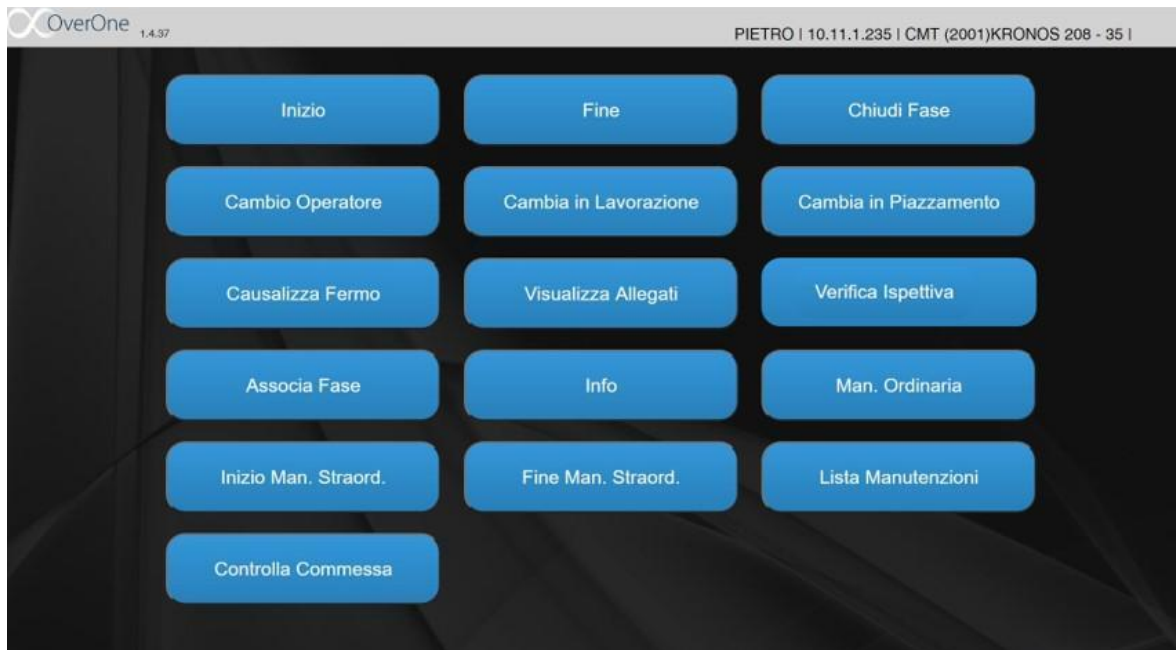 OverOne 1.4.37
PIETRO | 10.11.1.235 | CMT (2001)KRONOS 208 - 35 |
Inizio
Fine
Chiudi Fase
Cambio Operatore
Cambia in Lavorazione
Cambia in Piazzamento
Causalizza Fermo
Visualizza Allegati
Verifica Ispettiva
Associa Fase
Info
Man. Ordinaria
Inizio Man. Straord.
Fine Man. Straord.
Lista Manutenzioni
Controlla Commessa